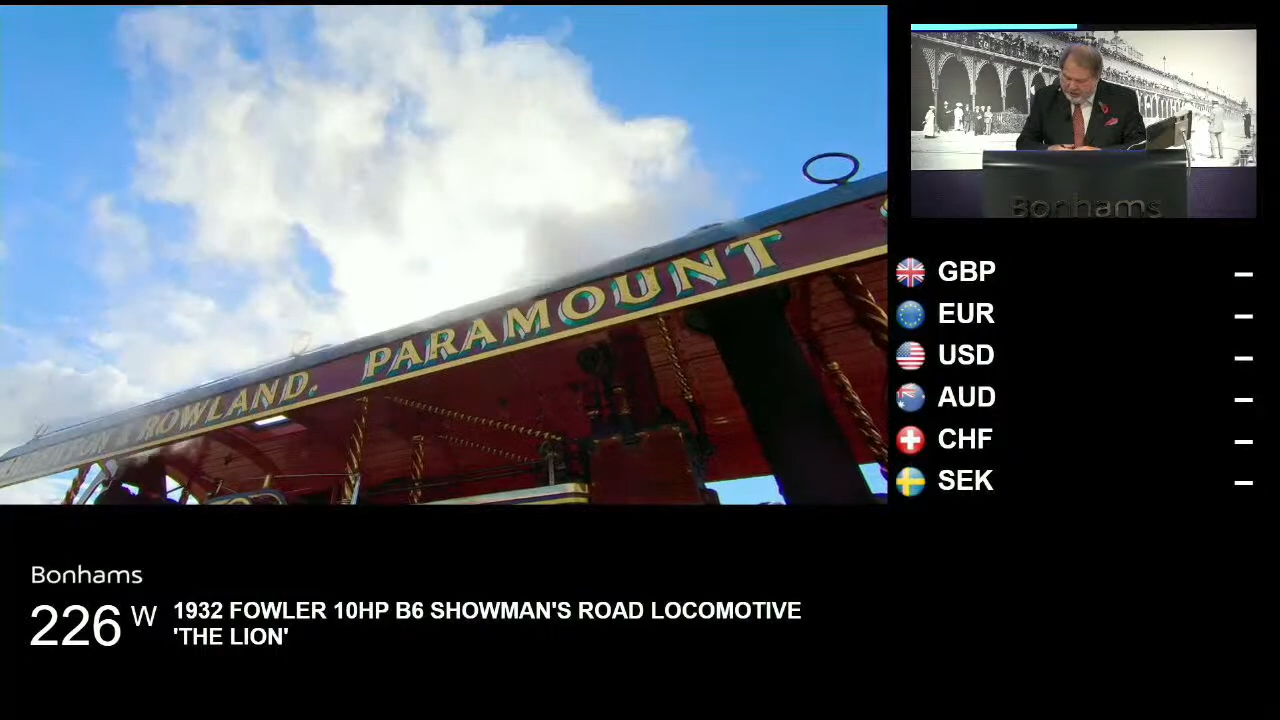 & ROWLAND. PARAMOUNT
Bonhams
GBP –
EUR –
USD –
AUD –
CHF –
SEK –
Bonhams
226 W
1932 FOWLER 10HP B6 SHOWMAN'S ROAD LOCOMOTIVE
'THE LION'